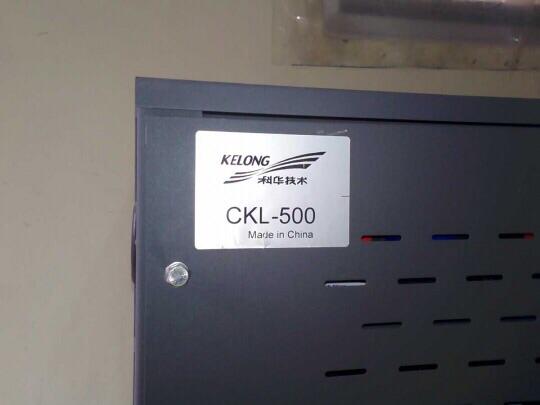 KELONG
科华技术
CKL-500
Made in China